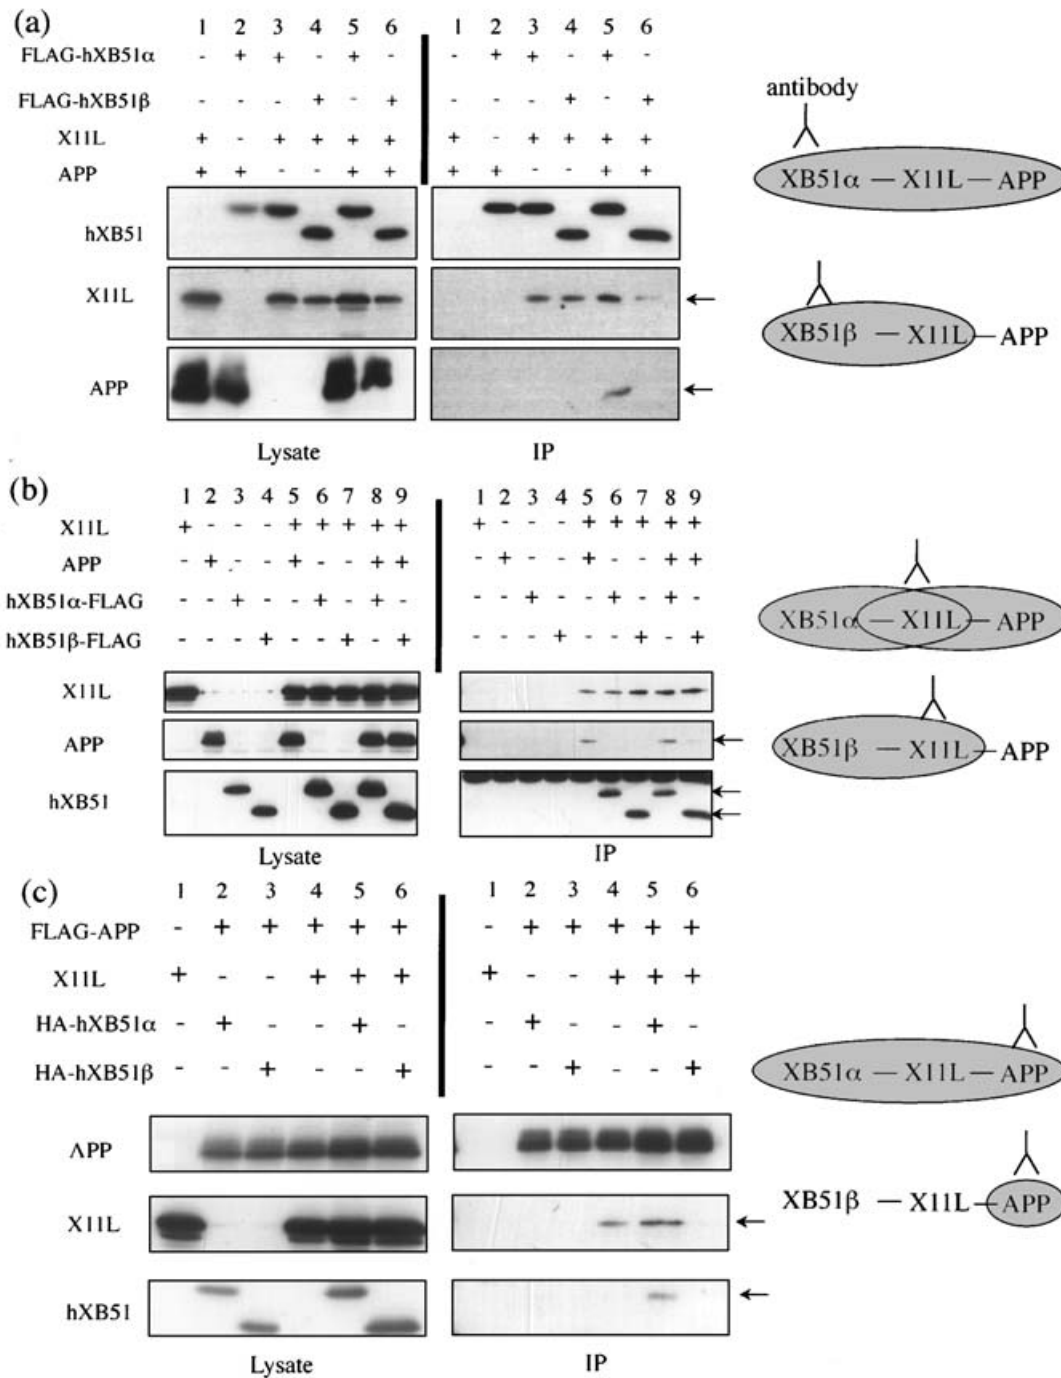 (a)
1 2 3 4 5 6 1 2 3 4 5 6
FLAG-hXB51α - + + - + - - + + - + -
FLAG-hXB51β - - - + - + - - - + - +
X11L + - + + + + + - + + + +
APP + + - - + + + + - - + +
hXB51
X11L
APP
Lysate IP
antibody
XB51α — X11L — APP
XB51β — X11L — APP
(b)
1 2 3 4 5 6 7 8 9 1 2 3 4 5 6 7 8 9
X11L + - - - + + + + + + - - - + + + + +
APP - + - - + - - + + - + - - + - - + +
hXB51α-FLAG - - + - - + - + - - - + - - + - + -
hXB51β-FLAG - - - + - - + - + - - - + - - + - +
X11L
APP
hXB51
Lysate IP
XB51α — X11L — APP
XB51β — X11L — APP
(c)
1 2 3 4 5 6 1 2 3 4 5 6
FLAG-APP - + + + + + - + + + + +
X11L + - - + + + + - - + + +
HA-hXB51α - + - - + - - + - - + -
HA-hXB51β - - + - - + - - + - - +
APP
X11L
hXB51
Lysate IP
XB51α — X11L — APP
XB51β — X11L — APP